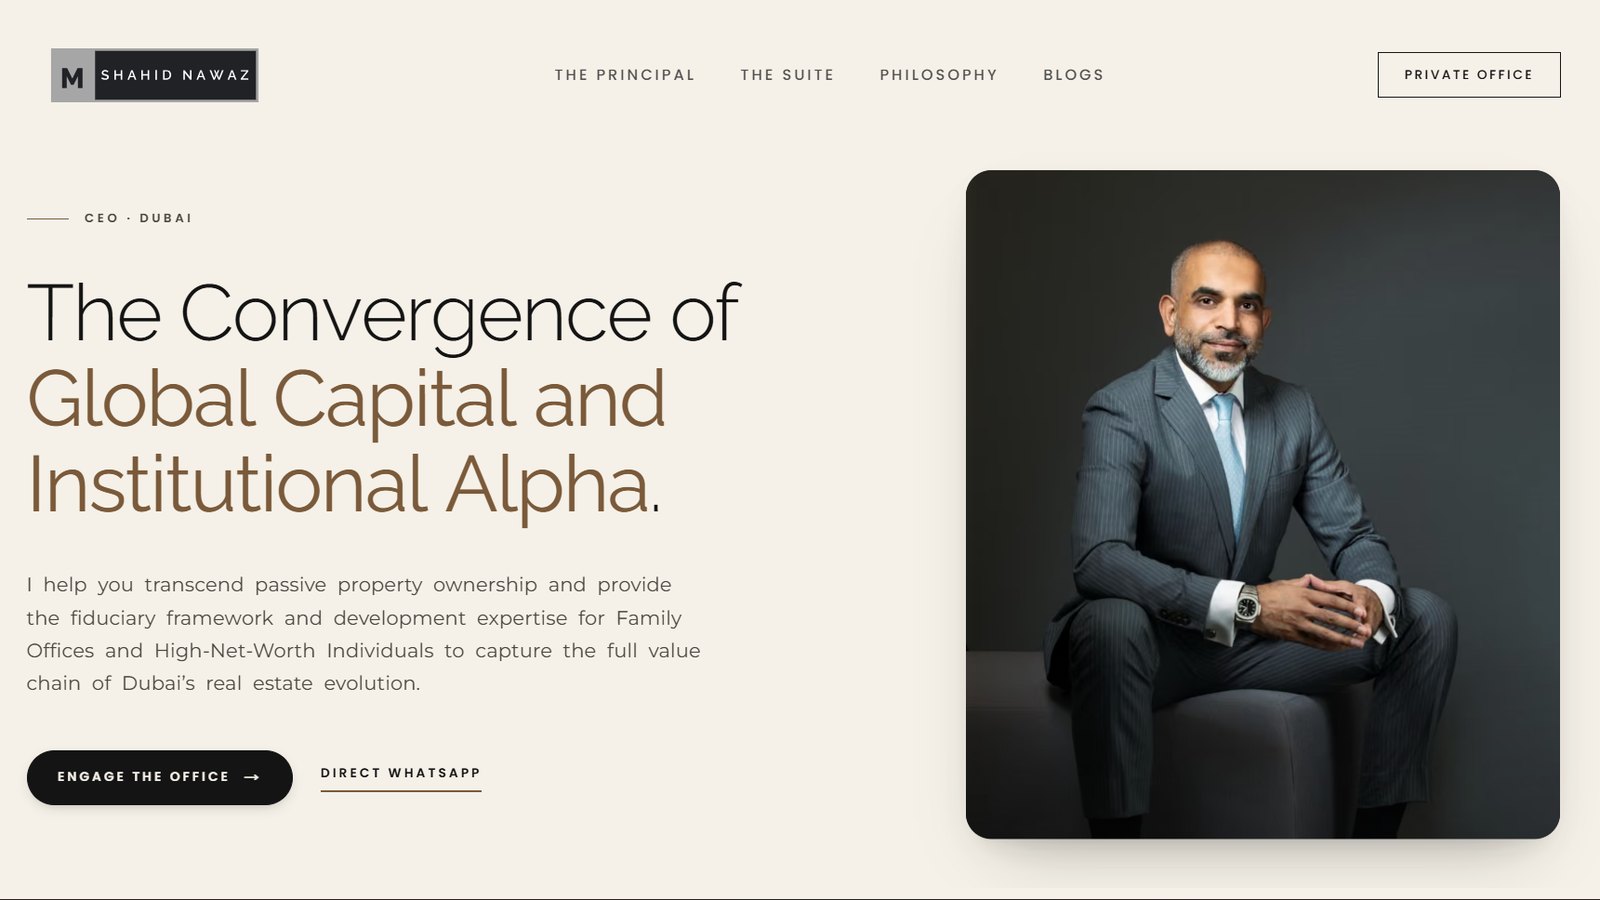 M SHAHID NAWAZ
THE PRINCIPAL
THE SUITE
PHILOSOPHY
BLOGS
PRIVATE OFFICE
CEO · DUBAI
The Convergence of
Global Capital and
Institutional Alpha.
I help you transcend passive property ownership and provide
the fiduciary framework and development expertise for Family
Offices and High-Net-Worth Individuals to capture the full value
chain of Dubai’s real estate evolution.
ENGAGE THE OFFICE →
DIRECT WHATSAPP